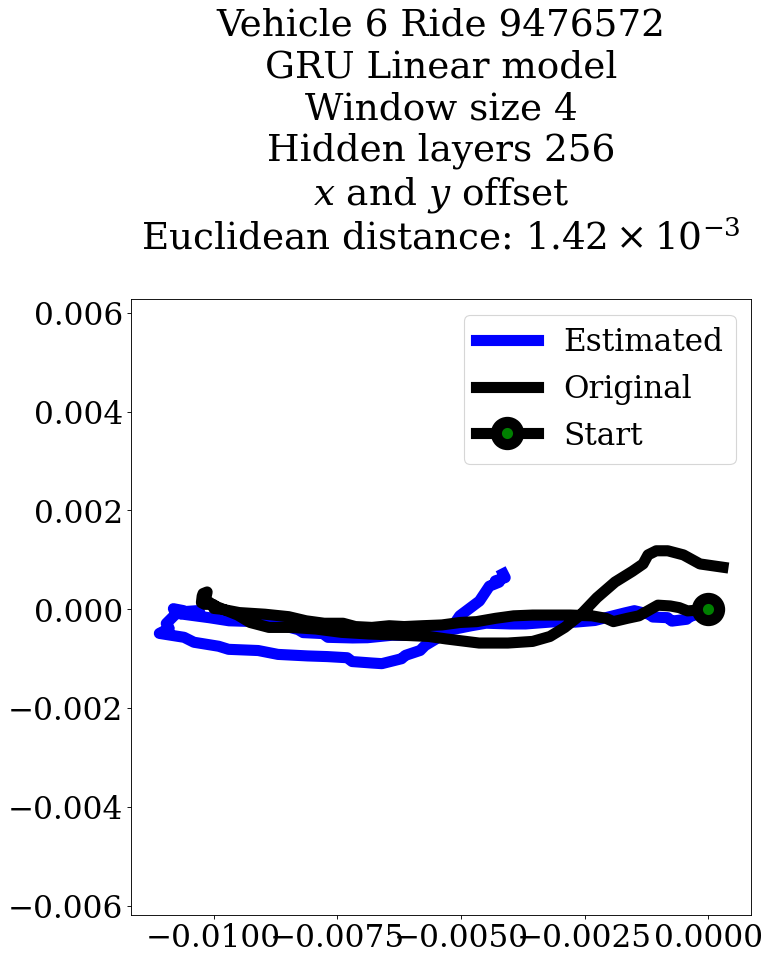 Vehicle 6 Ride 9476572
GRU Linear model
Window size 4
Hidden layers 256
x and y offset
Euclidean distance: 1.42 × 10⁻³
0.006
Estimated
0.004
Original
Start
0.002
0.000
−0.002
−0.004
−0.006
−0.0100 −0.0075 −0.0050 −0.0025 0.0000